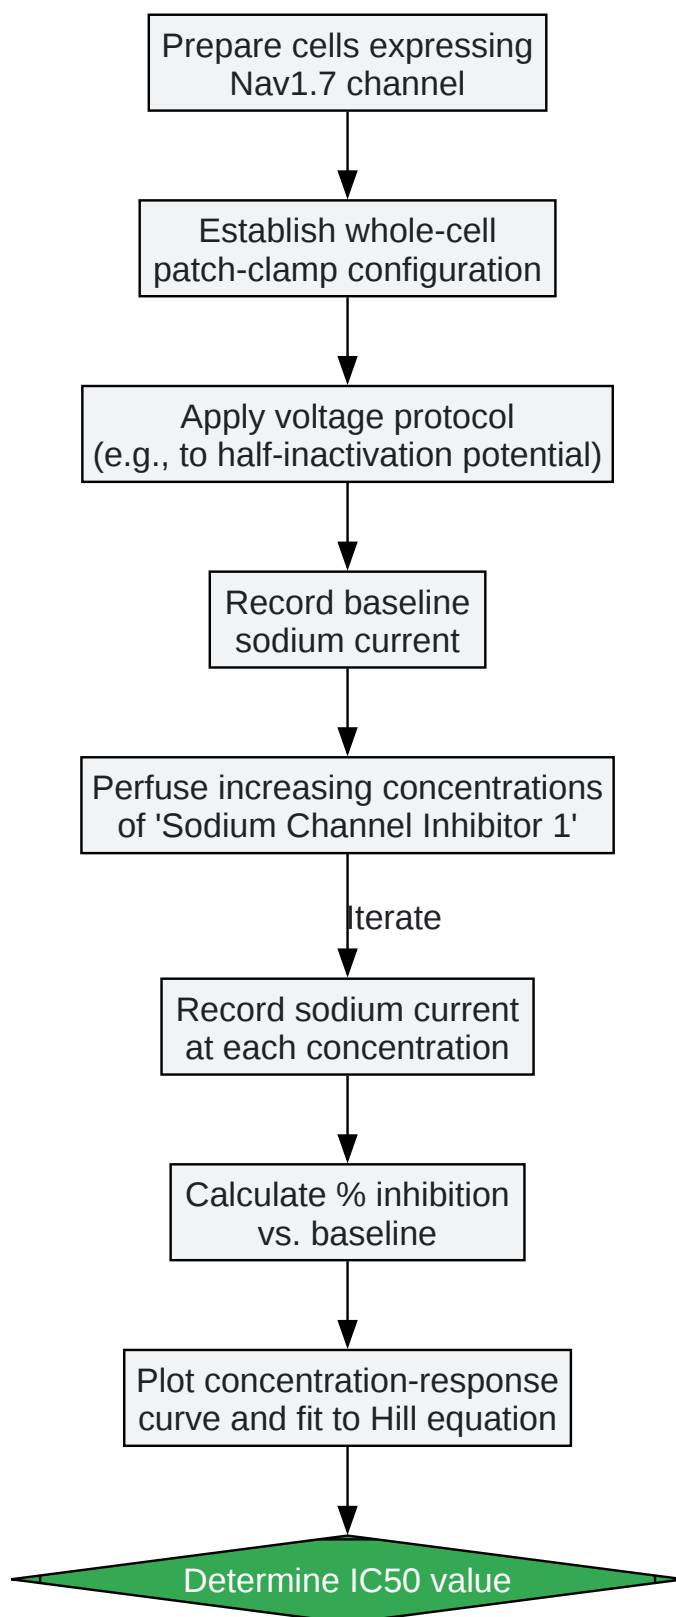 Prepare cells expressing
Nav1.7 channel
Establish whole-cell
patch-clamp configuration
Apply voltage protocol
(e.g., to half-inactivation potential)
Record baseline
sodium current
Perfuse increasing concentrations
of 'Sodium Channel Inhibitor 1'
Iterate
Record sodium current
at each concentration
Calculate % inhibition
vs. baseline
Plot concentration-response
curve and fit to Hill equation
Determine IC50 value